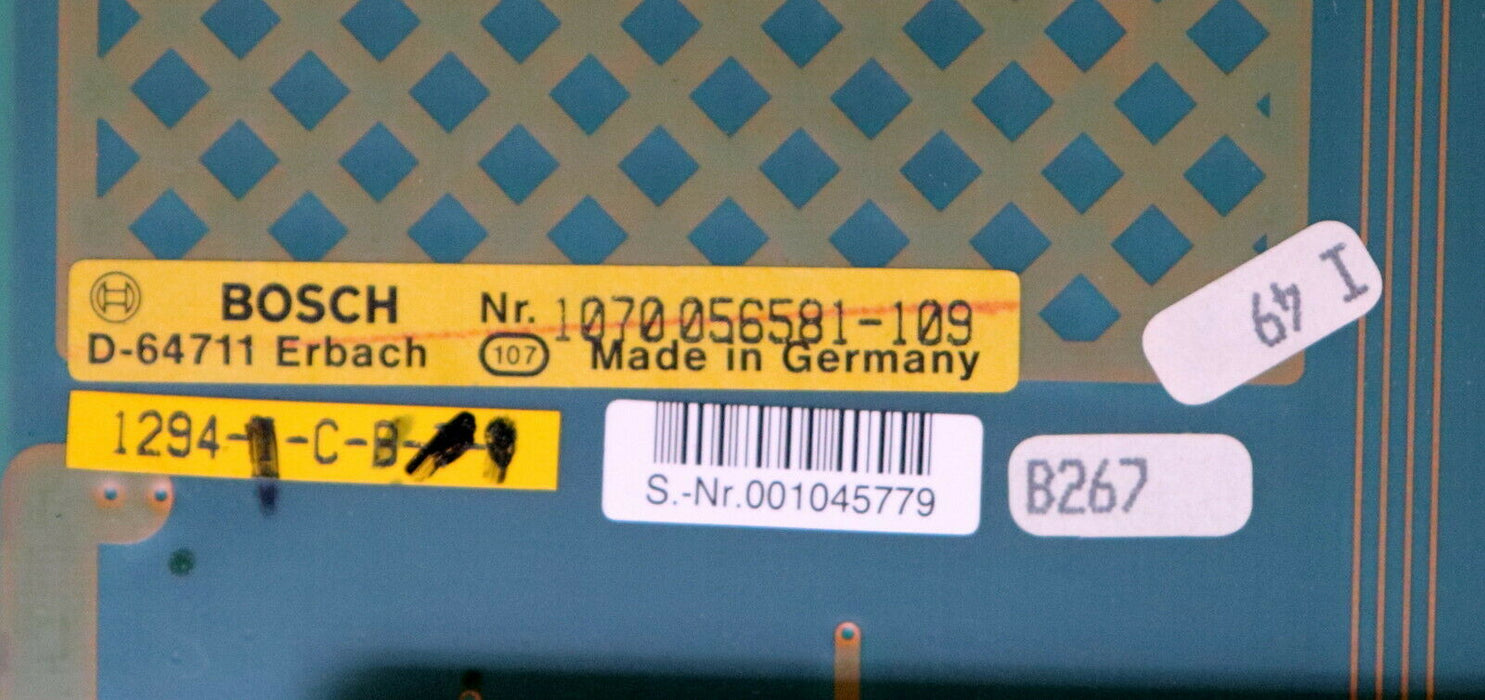 BOSCH Nr. 1070 056581-109
D-64711 Erbach 107 Made in Germany
1294- -C-B-
S.-Nr.001045779
B267
I 49